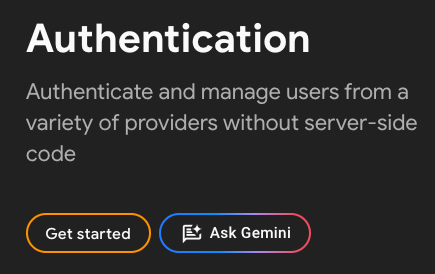 Authentication
Authenticate and manage users from a
variety of providers without server-side
code
Get started
Ask Gemini